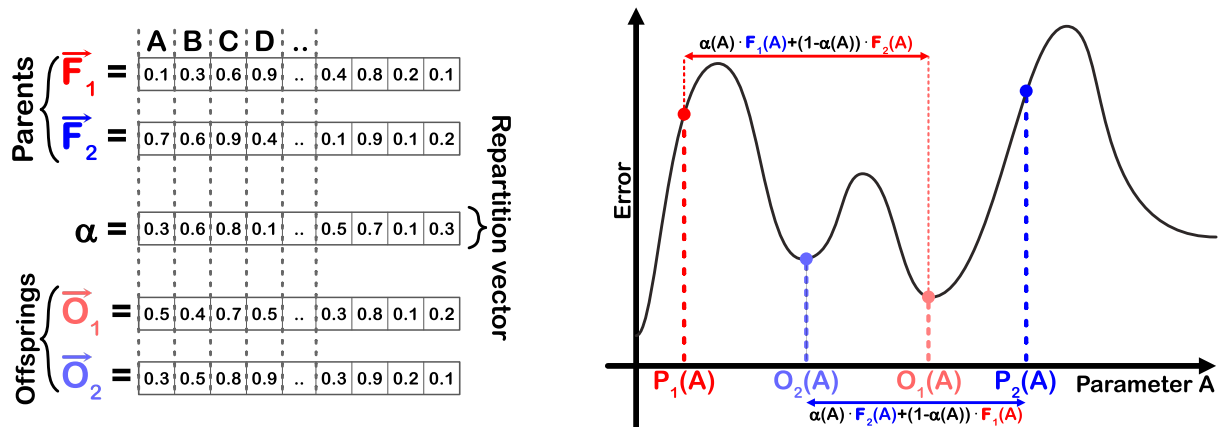 A B C D ..
Parents
F1 = 0.1 0.3 0.6 0.9 .. 0.4 0.8 0.2 0.1
F2 = 0.7 0.6 0.9 0.4 .. 0.1 0.9 0.1 0.2
α = 0.3 0.6 0.8 0.1 .. 0.5 0.7 0.1 0.3
Repartition vector
Offsprings
O1 = 0.5 0.4 0.7 0.5 .. 0.3 0.8 0.1 0.2
O2 = 0.3 0.5 0.8 0.9 .. 0.3 0.9 0.2 0.1
α(A) · F1(A)+(1-α(A)) · F2(A)
Error
P1(A) O2(A) O1(A) P2(A) Parameter A
α(A) · F2(A)+(1-α(A)) · F1(A)